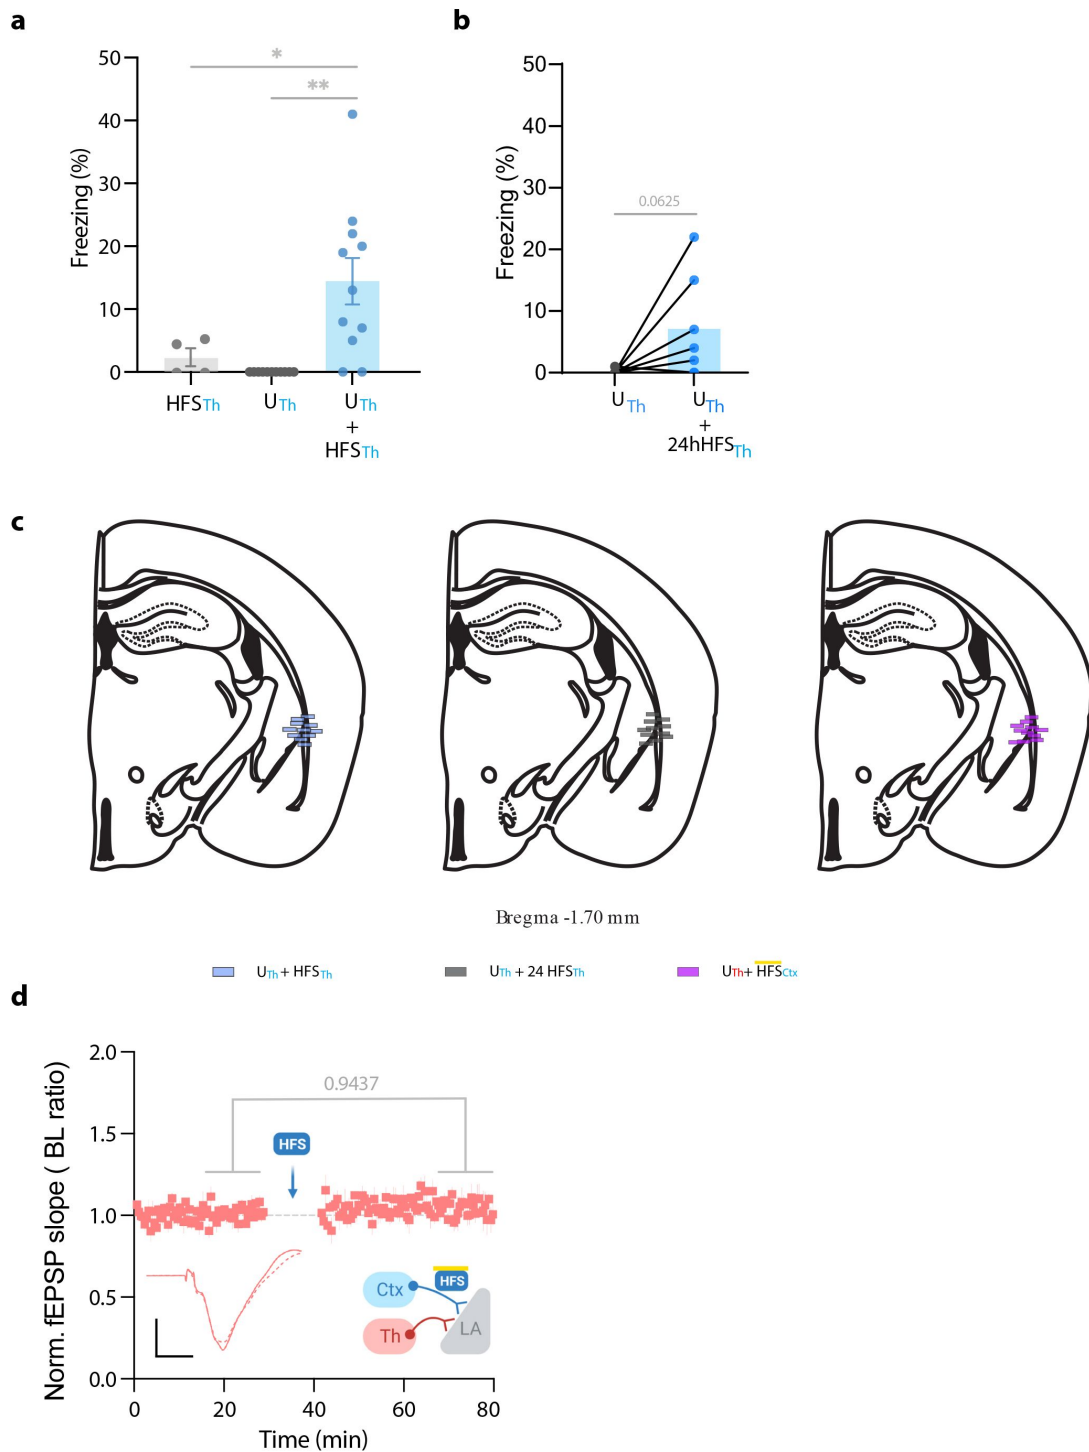 a
50
40
30
20
10
0
Freezing (%)
*
**
HFSTh
UTh
UTh
+
HFSTh
b
50
40
30
20
10
0
Freezing (%)
0.0625
UTh
UTh
+
24hHFSTh
c
Bregma -1.70 mm
UTh + HFSTh
UTh + 24 HFSTh
UTh+ HFSCtx
d
2.0
1.5
1.0
0.5
0.0
Norm. fEPSP slope ( BL ratio)
0.9437
HFS
HFS
Ctx
Th
LA
0
20
40
60
80
Time (min)